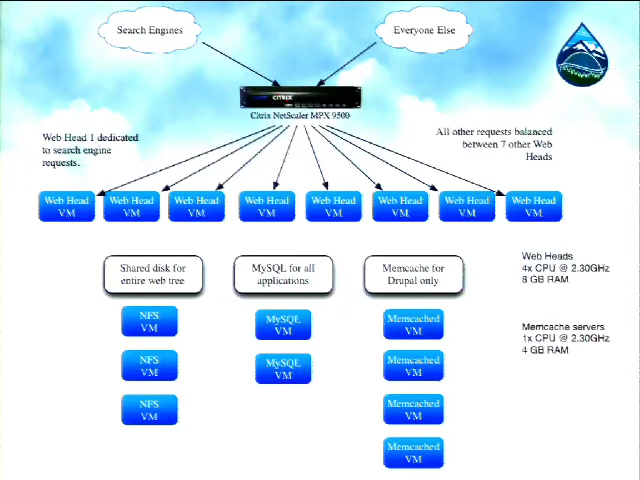 Search Engines
Everyone Else
CITRIX
Citrix NetScaler MPX 9500
Web Head 1 dedicated
to search engine
requests.
All other requests balanced
between 7 other Web
Heads
Web Head
VM
Web Head
VM
Web Head
VM
Web Head
VM
Web Head
VM
Web Head
VM
Web Head
VM
Web Head
VM
Shared disk for
entire web tree
MySQL for all
applications
Memcache for
Drupal only
Web Heads
4x CPU @ 2.30GHz
8 GB RAM
NFS
VM
NFS
VM
NFS
VM
MySQL
VM
MySQL
VM
Memcached
VM
Memcached
VM
Memcached
VM
Memcached
VM
Memcache servers
1x CPU @ 2.30GHz
4 GB RAM